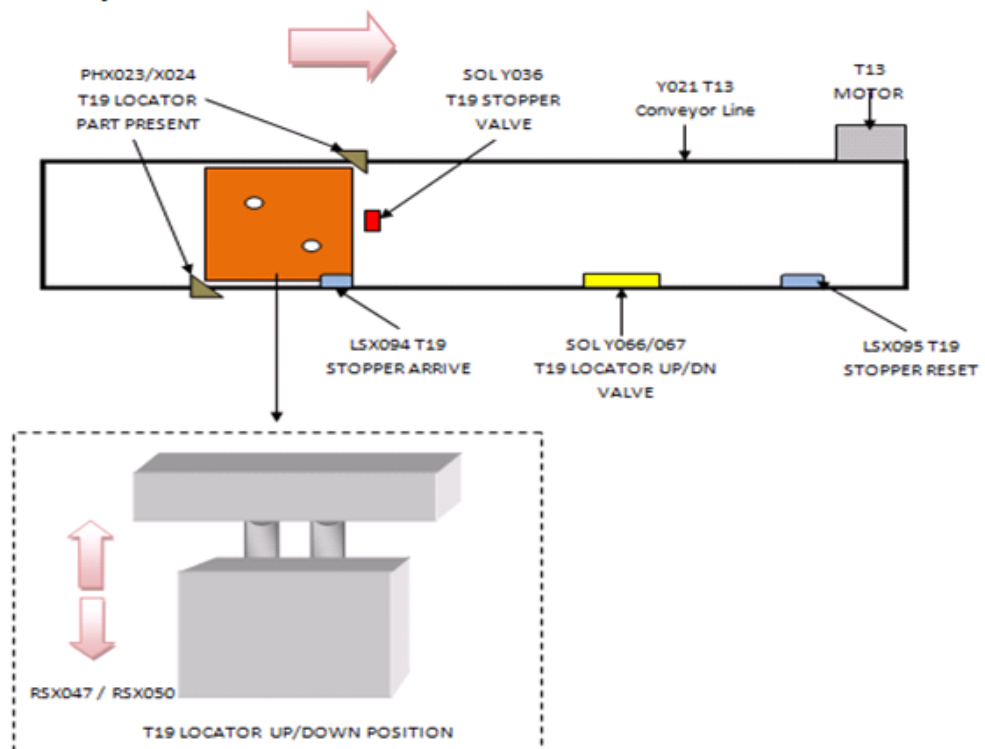 PHX023/X024
T19 LOCATOR
PART PRESENT
SOL Y036
T19 STOPPER
VALVE
Y021 T13
Conveyor Line
T13
MOTOR
LSX094 T19
STOPPER ARRIVE
SOL Y066/067
T19 LOCATOR UP/DN
VALVE
LSX095 T19
STOPPER RESET
RSX047 / RSX050
T19 LOCATOR UP/DOWN POSITION